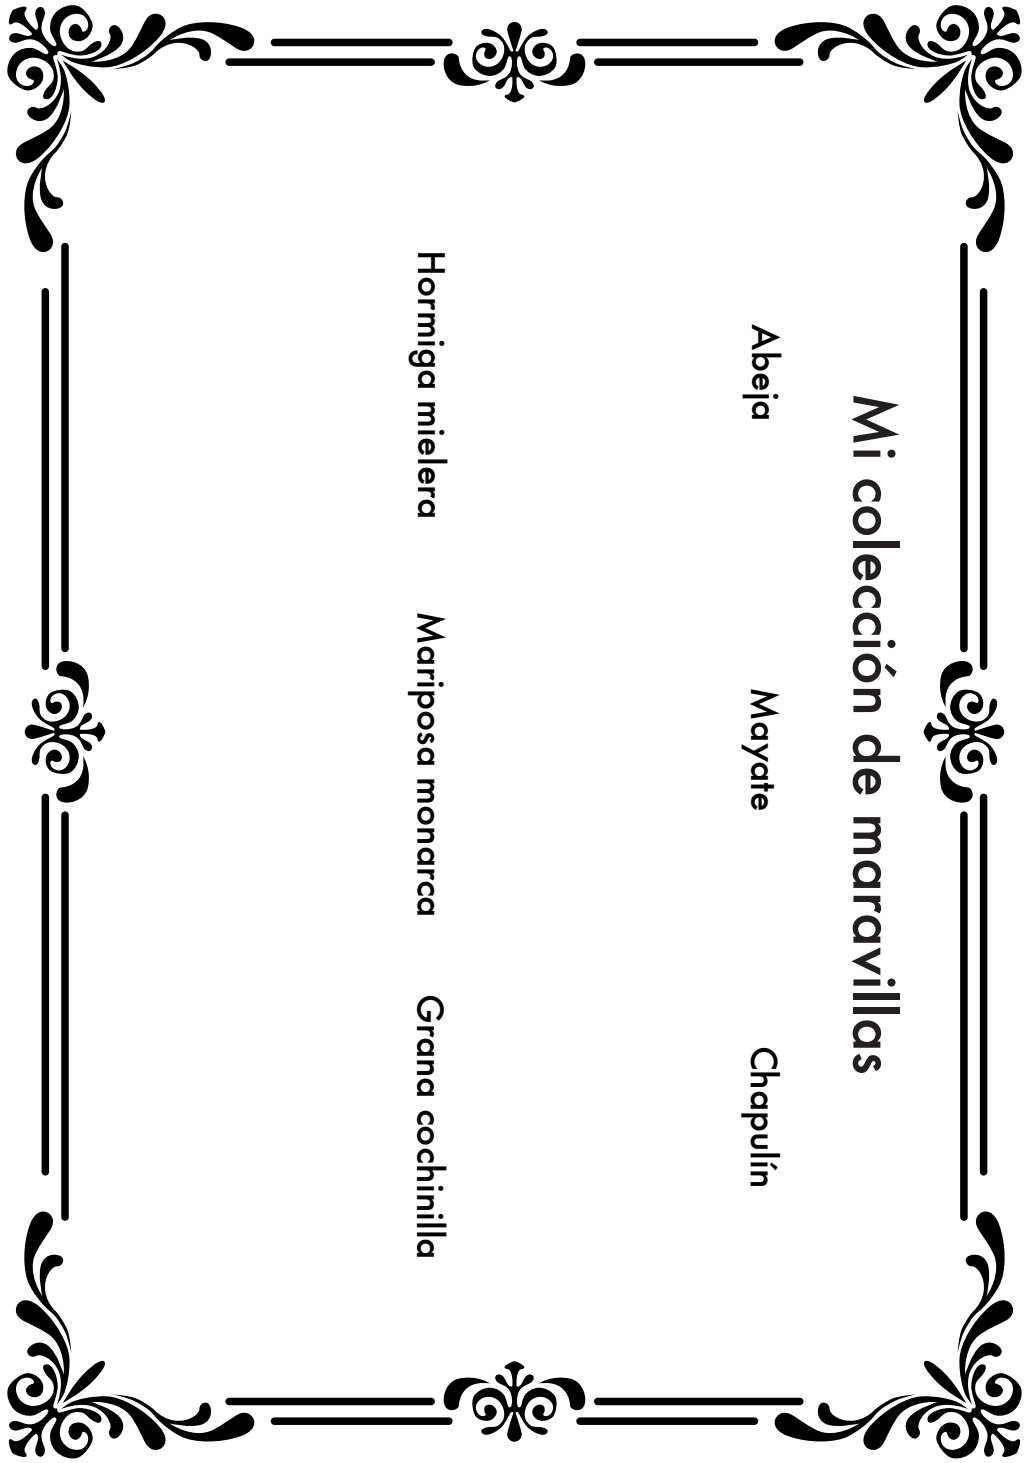 Mi colección de maravillas
Abeja
Mayate
Chapulín
Hormiga mielera
Mariposa monarca
Grana cochinilla